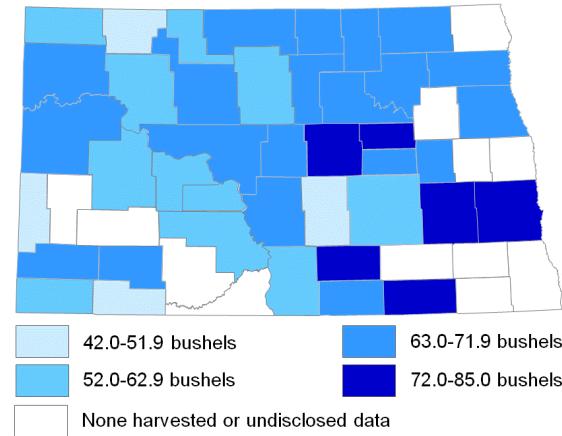 42.0-51.9 bushels
63.0-71.9 bushels
52.0-62.9 bushels
72.0-85.0 bushels
None harvested or undisclosed data